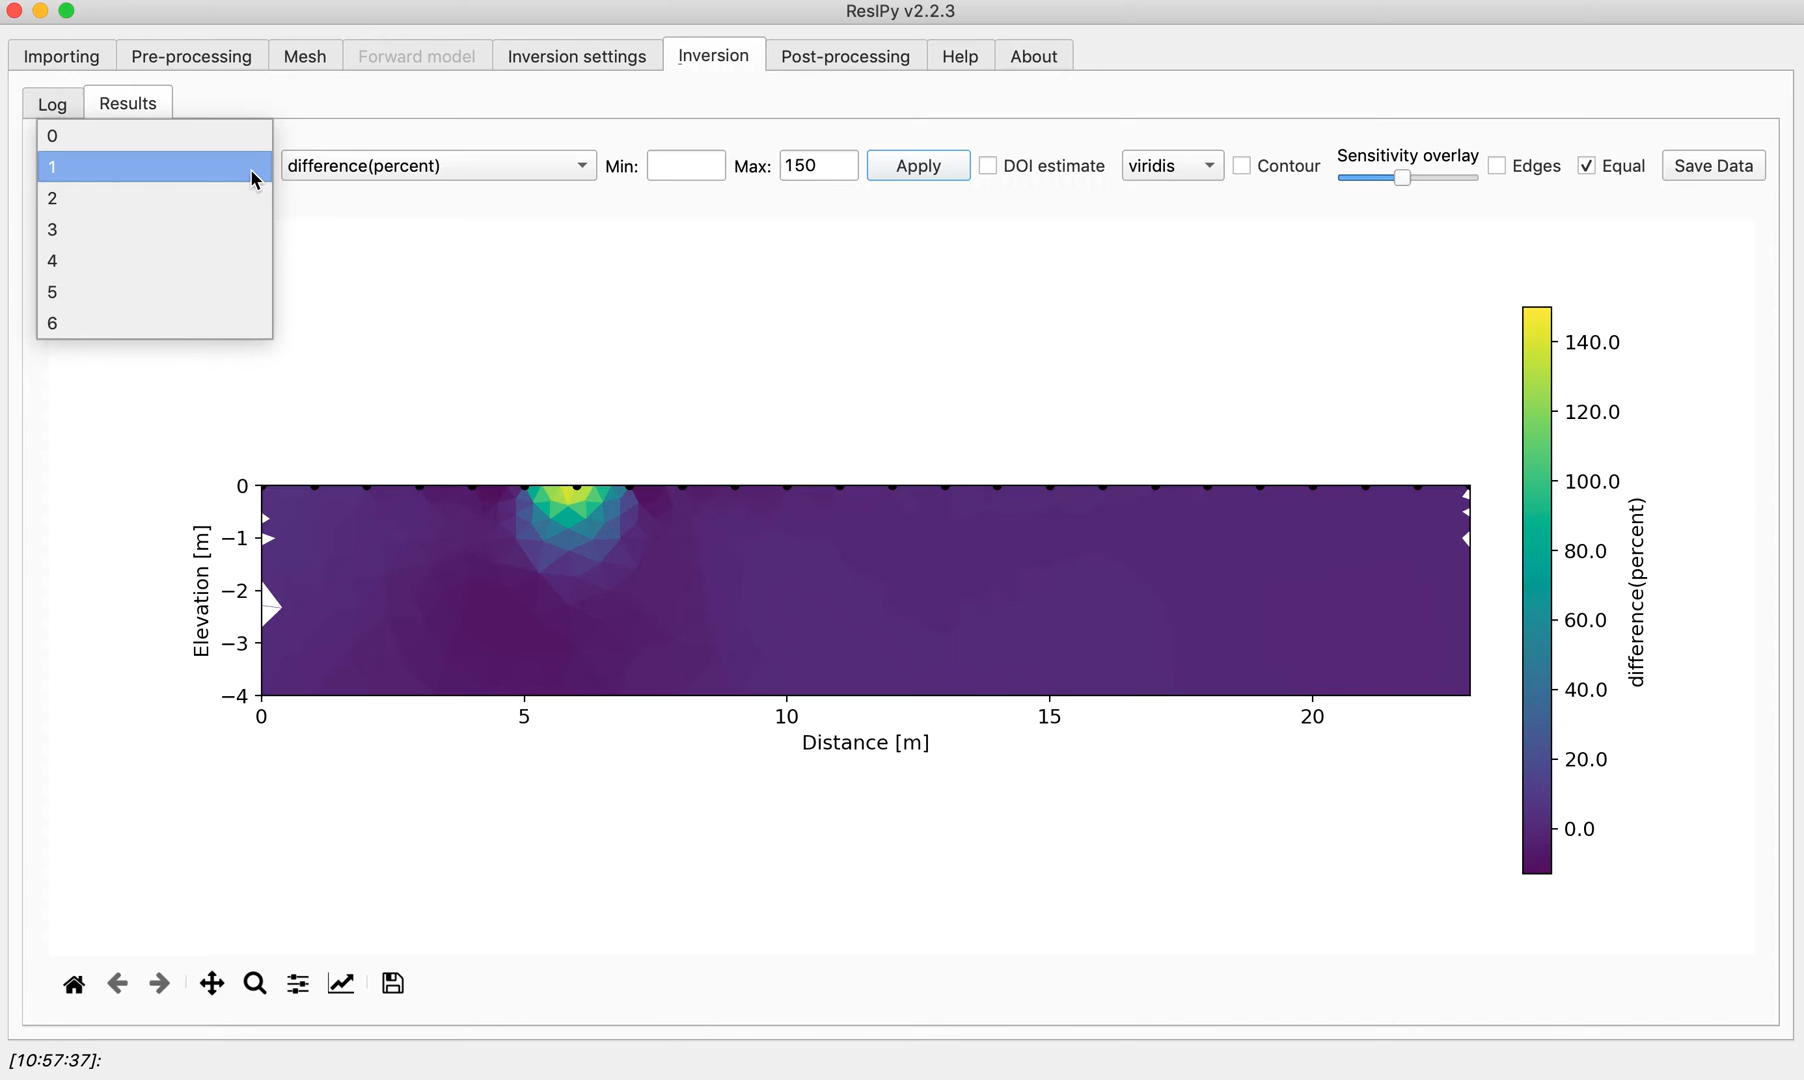 ResIPy v2.2.3
Importing Pre-processing Mesh Forward model Inversion settings Inversion Post-processing Help About
Log Results
0
1
2
3
4
5
6
difference(percent) Min: Max: 150 Apply DOI estimate viridis Contour Sensitivity overlay Edges Equal Save Data
140.0
120.0
100.0
80.0
60.0
40.0
20.0
0.0
difference(percent)
0
−1
−2
−3
−4
Elevation [m]
0 5 10 15 20
Distance [m]
[10:57:37]: